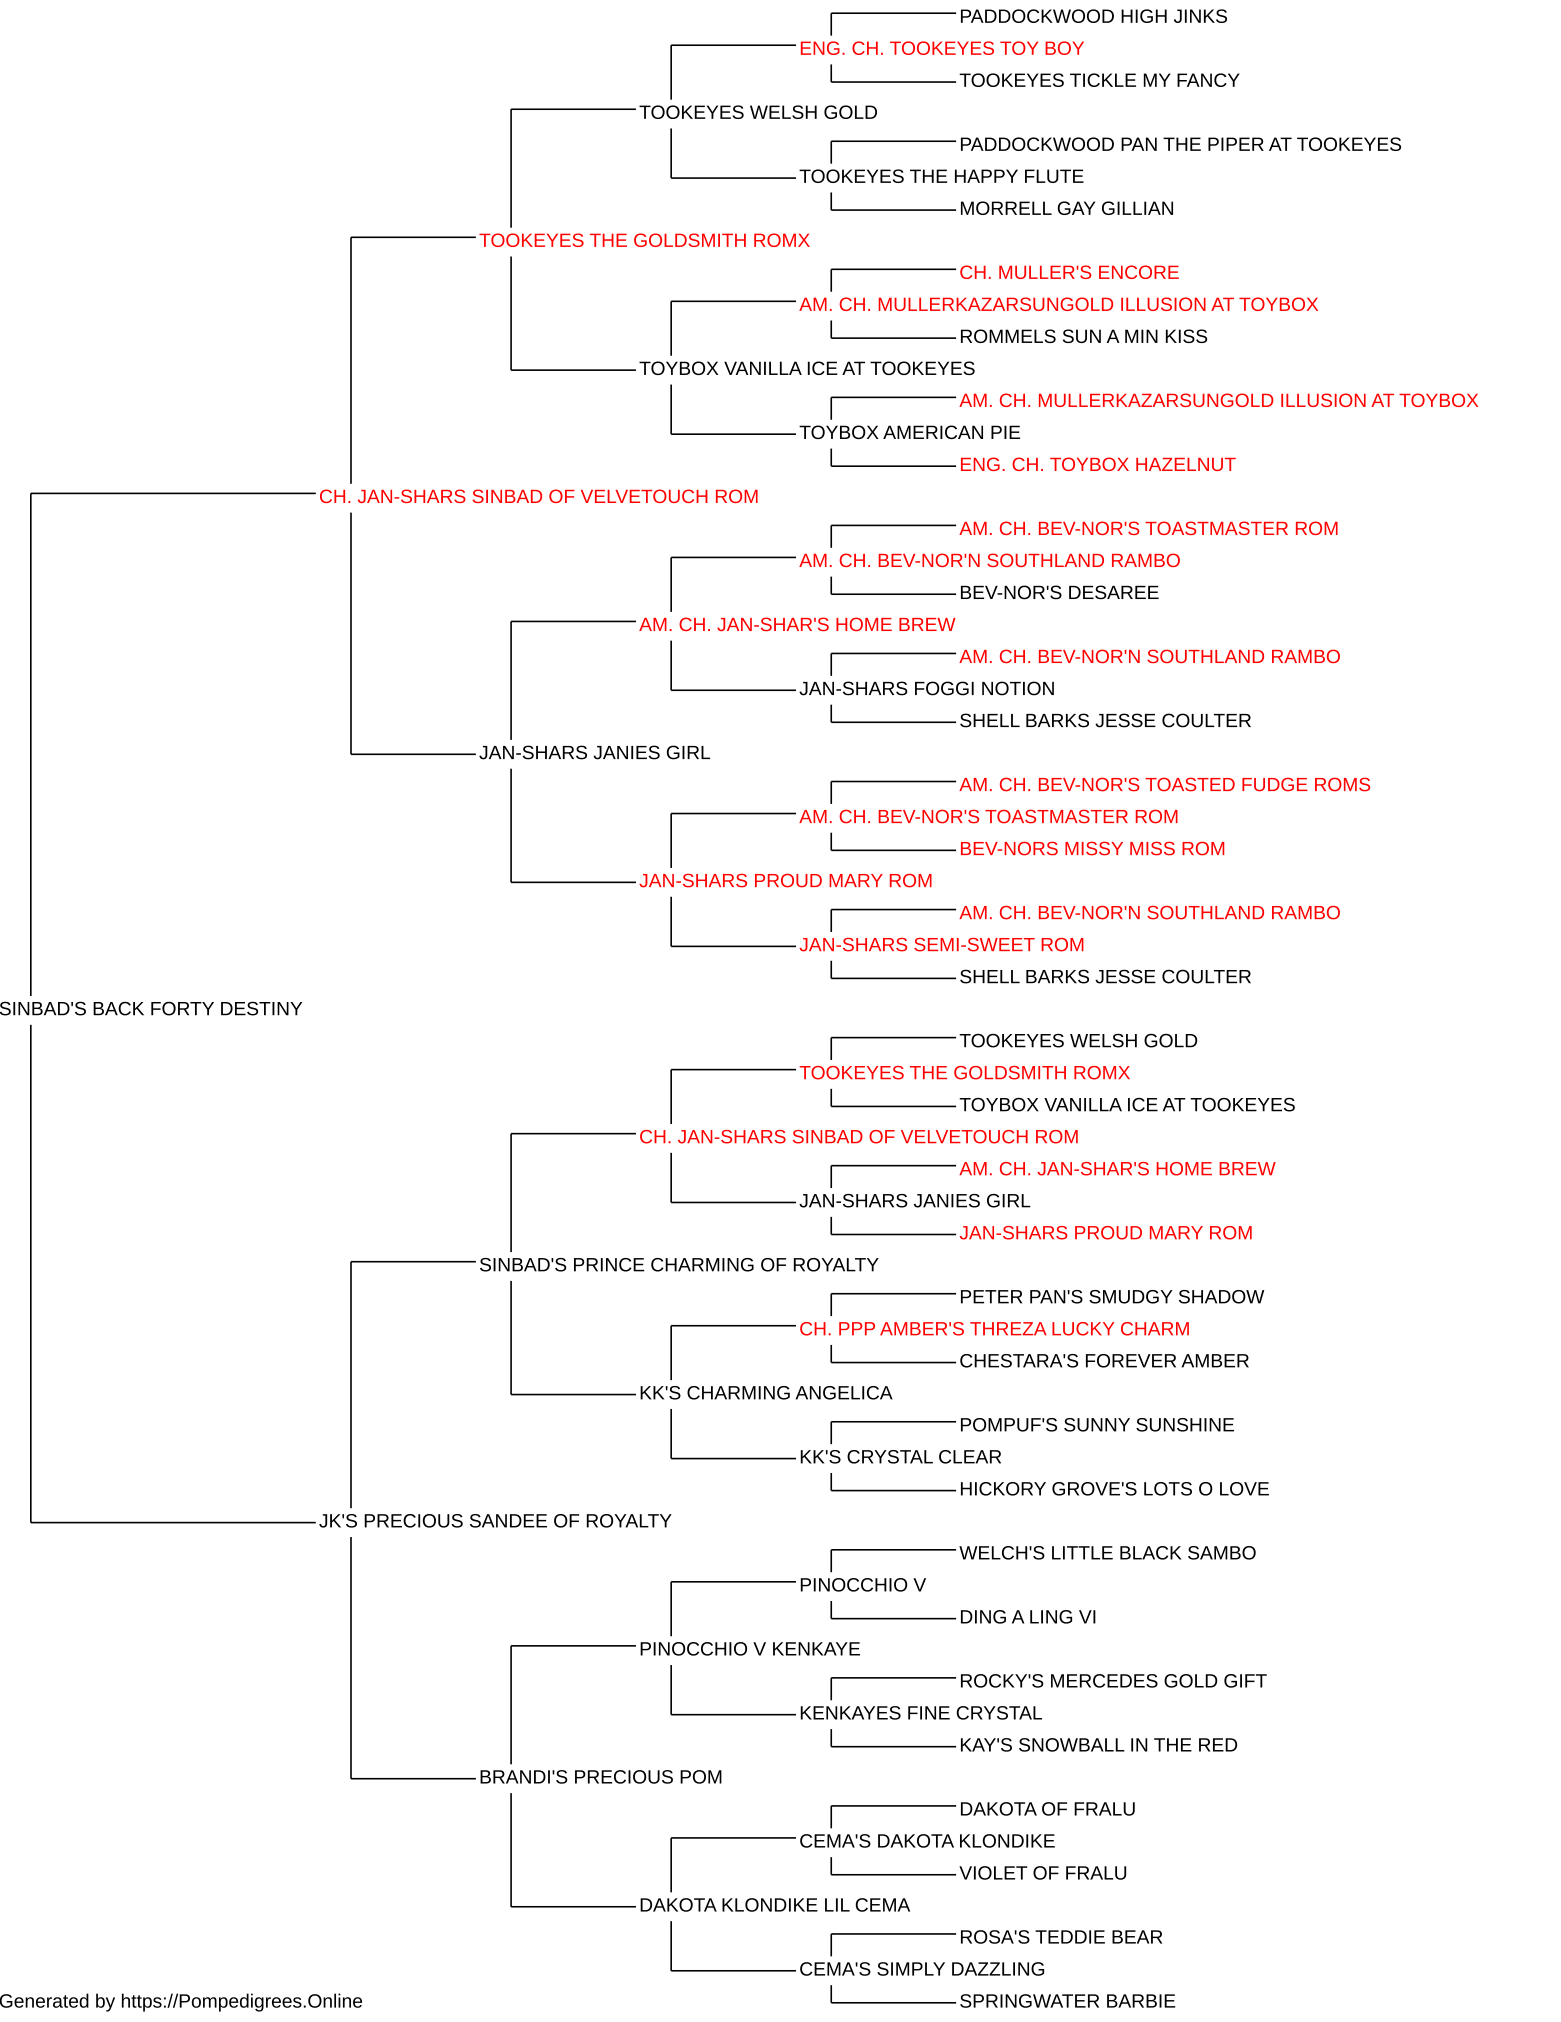 PADDOCKWOOD HIGH JINKS
ENG. CH. TOOKEYES TOY BOY
TOOKEYES TICKLE MY FANCY
TOOKEYES WELSH GOLD
PADDOCKWOOD PAN THE PIPER AT TOOKEYES
TOOKEYES THE HAPPY FLUTE
MORRELL GAY GILLIAN
TOOKEYES THE GOLDSMITH ROMX
CH. MULLER'S ENCORE
AM. CH. MULLERKAZARSUNGOLD ILLUSION AT TOYBOX
ROMMELS SUN A MIN KISS
TOYBOX VANILLA ICE AT TOOKEYES
AM. CH. MULLERKAZARSUNGOLD ILLUSION AT TOYBOX
TOYBOX AMERICAN PIE
ENG. CH. TOYBOX HAZELNUT
CH. JAN-SHARS SINBAD OF VELVETOUCH ROM
AM. CH. BEV-NOR'S TOASTMASTER ROM
AM. CH. BEV-NOR'N SOUTHLAND RAMBO
BEV-NOR'S DESAREE
AM. CH. JAN-SHAR'S HOME BREW
AM. CH. BEV-NOR'N SOUTHLAND RAMBO
JAN-SHARS FOGGI NOTION
SHELL BARKS JESSE COULTER
JAN-SHARS JANIES GIRL
AM. CH. BEV-NOR'S TOASTED FUDGE ROMS
AM. CH. BEV-NOR'S TOASTMASTER ROM
BEV-NORS MISSY MISS ROM
JAN-SHARS PROUD MARY ROM
AM. CH. BEV-NOR'N SOUTHLAND RAMBO
JAN-SHARS SEMI-SWEET ROM
SHELL BARKS JESSE COULTER
SINBAD'S BACK FORTY DESTINY
TOOKEYES WELSH GOLD
TOOKEYES THE GOLDSMITH ROMX
TOYBOX VANILLA ICE AT TOOKEYES
CH. JAN-SHARS SINBAD OF VELVETOUCH ROM
AM. CH. JAN-SHAR'S HOME BREW
JAN-SHARS JANIES GIRL
JAN-SHARS PROUD MARY ROM
SINBAD'S PRINCE CHARMING OF ROYALTY
PETER PAN'S SMUDGY SHADOW
CH. PPP AMBER'S THREZA LUCKY CHARM
CHESTARA'S FOREVER AMBER
KK'S CHARMING ANGELICA
POMPUF'S SUNNY SUNSHINE
KK'S CRYSTAL CLEAR
HICKORY GROVE'S LOTS O LOVE
JK'S PRECIOUS SANDEE OF ROYALTY
WELCH'S LITTLE BLACK SAMBO
PINOCCHIO V
DING A LING VI
PINOCCHIO V KENKAYE
ROCKY'S MERCEDES GOLD GIFT
KENKAYES FINE CRYSTAL
KAY'S SNOWBALL IN THE RED
BRANDI'S PRECIOUS POM
DAKOTA OF FRALU
CEMA'S DAKOTA KLONDIKE
VIOLET OF FRALU
DAKOTA KLONDIKE LIL CEMA
ROSA'S TEDDIE BEAR
CEMA'S SIMPLY DAZZLING
SPRINGWATER BARBIE
Generated by https://Pompedigrees.Online